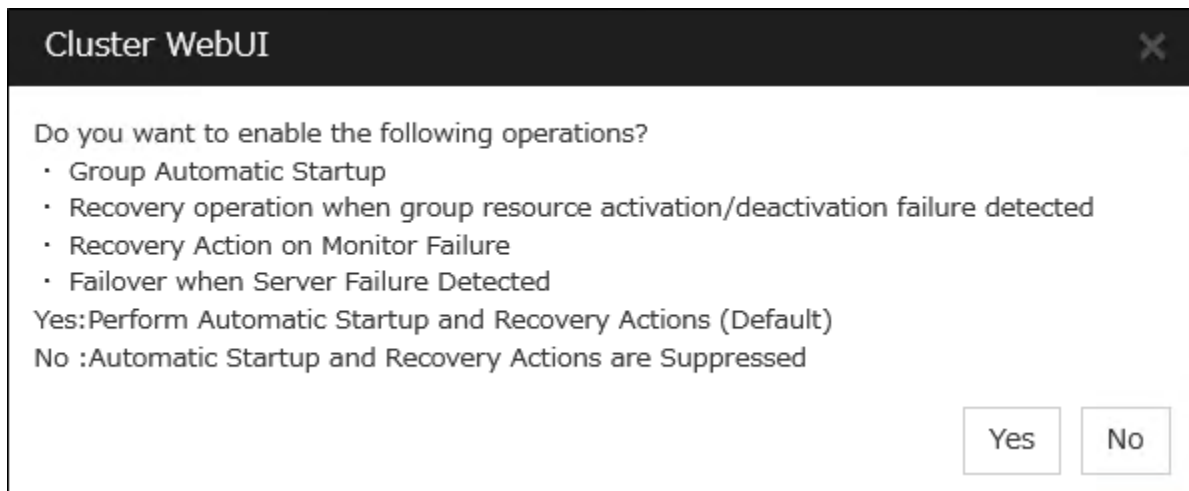 Cluster WebUI
Do you want to enable the following operations?
・ Group Automatic Startup
・ Recovery operation when group resource activation/deactivation failure detected
・ Recovery Action on Monitor Failure
・ Failover when Server Failure Detected
Yes:Perform Automatic Startup and Recovery Actions (Default)
No :Automatic Startup and Recovery Actions are Suppressed
Yes No